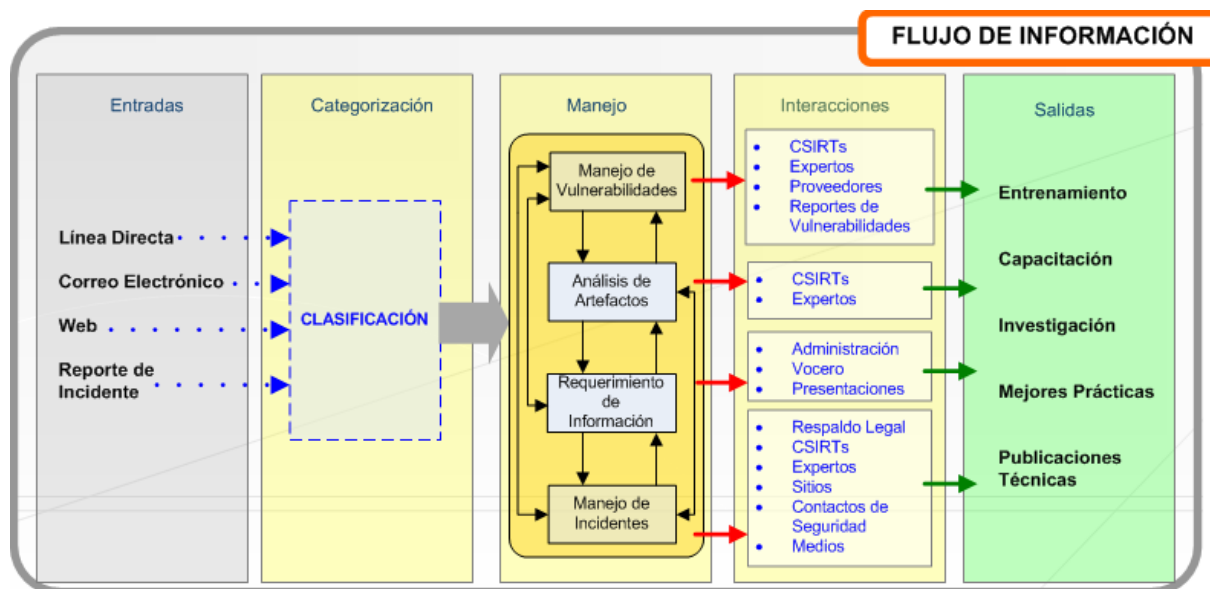 FLUJO DE INFORMACIÓN
Entradas
Línea Directa
Correo Electrónico
Web
Reporte de
Incidente
Categorización
CLASIFICACIÓN
Manejo
Manejo de
Vulnerabilidades
Análisis de
Artefactos
Requerimiento
de
Información
Manejo de
Incidentes
Interacciones
• CSIRTs
• Expertos
• Proveedores
• Reportes de
Vulnerabilidades
• CSIRTs
• Expertos
• Administración
• Vocero
• Presentaciones
• Respaldo Legal
• CSIRTs
• Expertos
• Sitios
• Contactos de
Seguridad
• Medios
Salidas
Entrenamiento
Capacitación
Investigación
Mejores Prácticas
Publicaciones
Técnicas